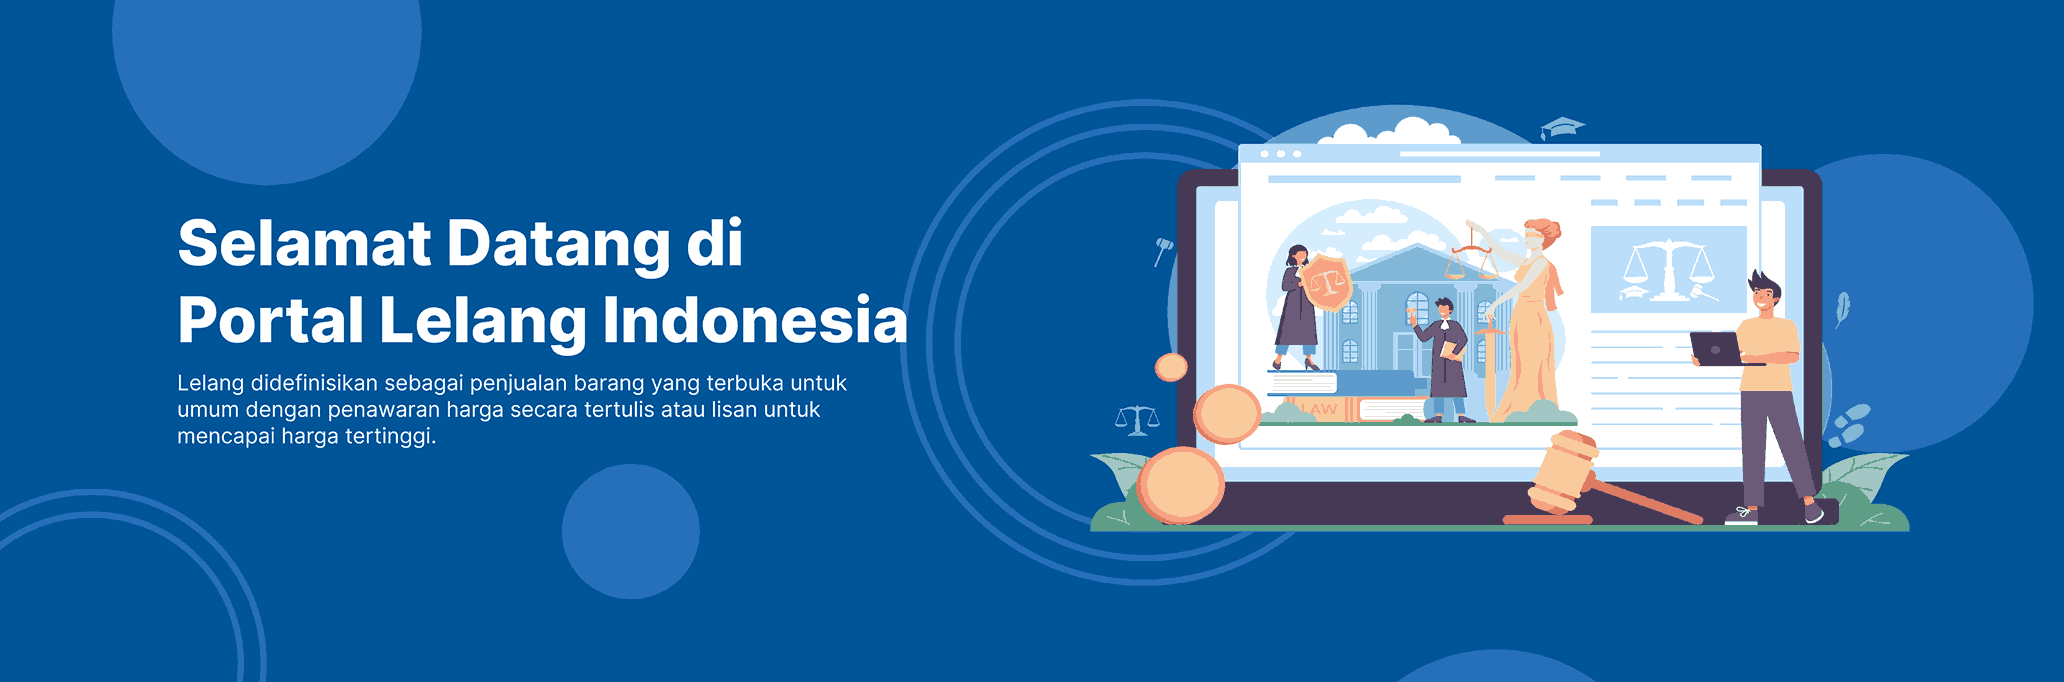 Selamat Datang di
Portal Lelang Indonesia
Lelang didefinisikan sebagai penjualan barang yang terbuka untuk
umum dengan penawaran harga secara tertulis atau lisan untuk
mencapai harga tertinggi.
LAW